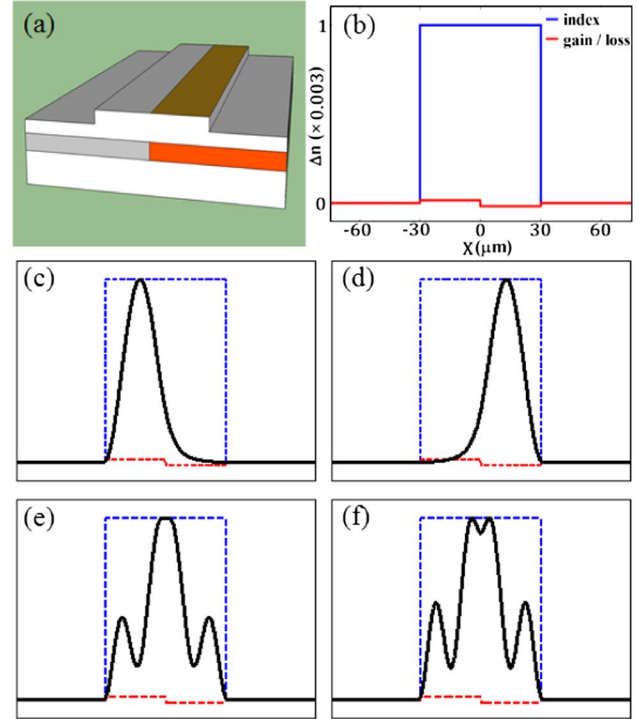 (a)
(b)
index
gain / loss
Δn (× 0.003)
1
0
-60 -30 0 30 60
X(μm)
(c)
(d)
(e)
(f)